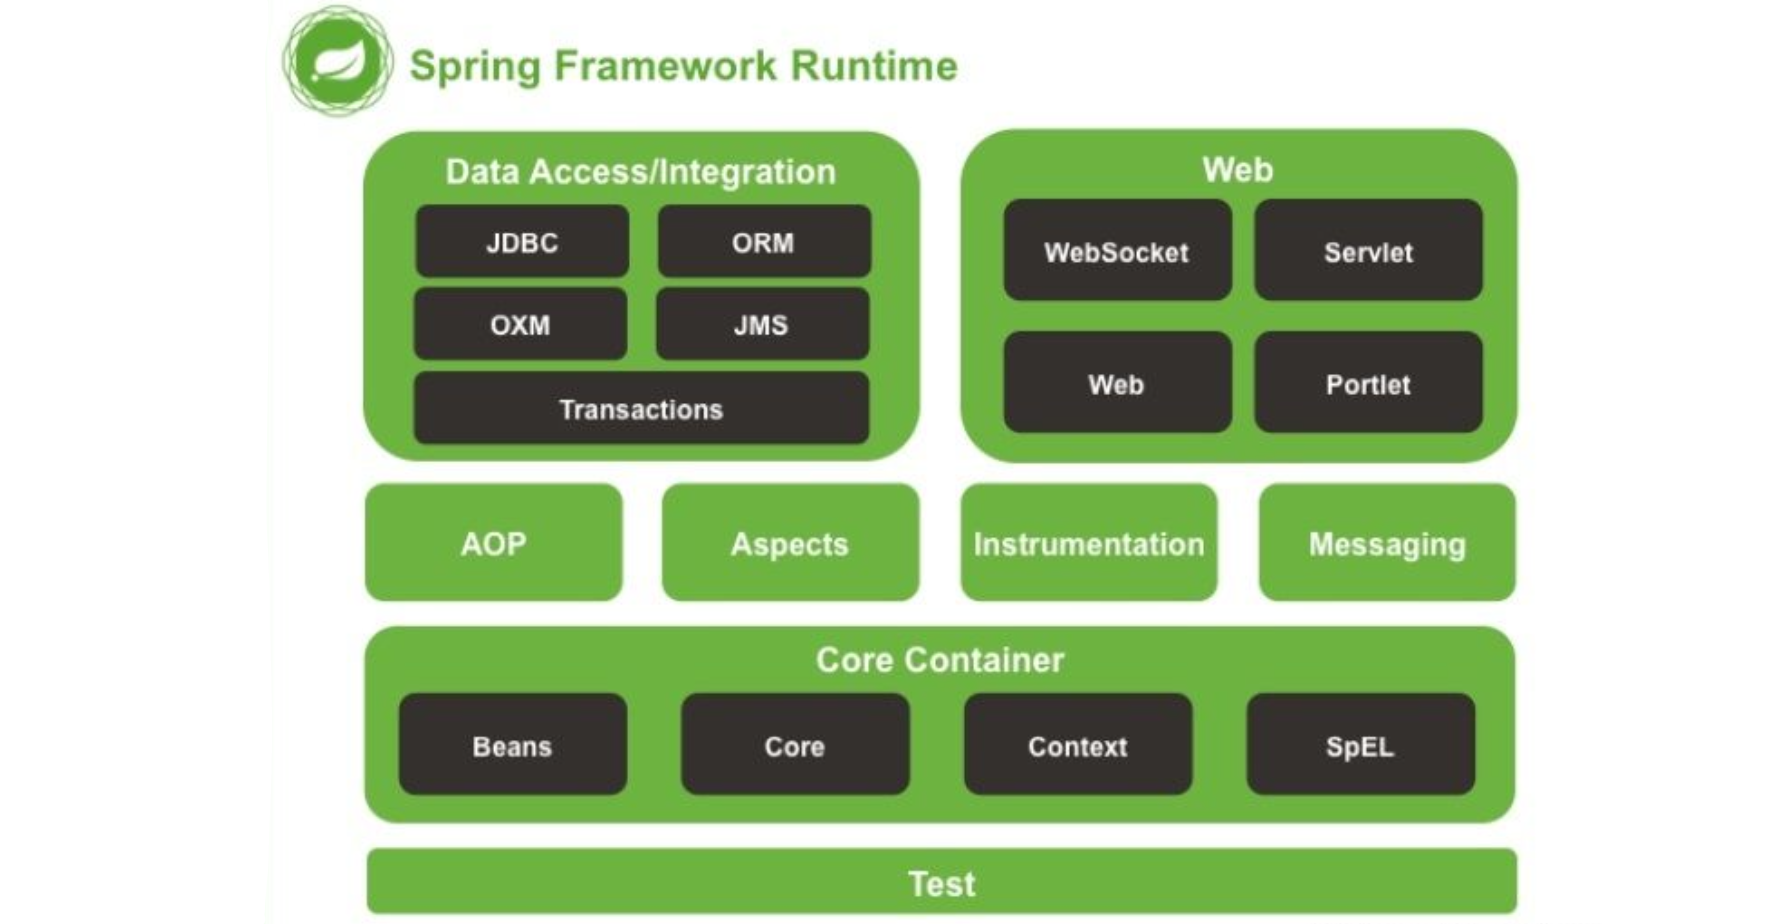 Spring Framework Runtime
Data Access/Integration
JDBC
ORM
OXM
JMS
Transactions
Web
WebSocket
Servlet
Web
Portlet
AOP
Aspects
Instrumentation
Messaging
Core Container
Beans
Core
Context
SpEL
Test